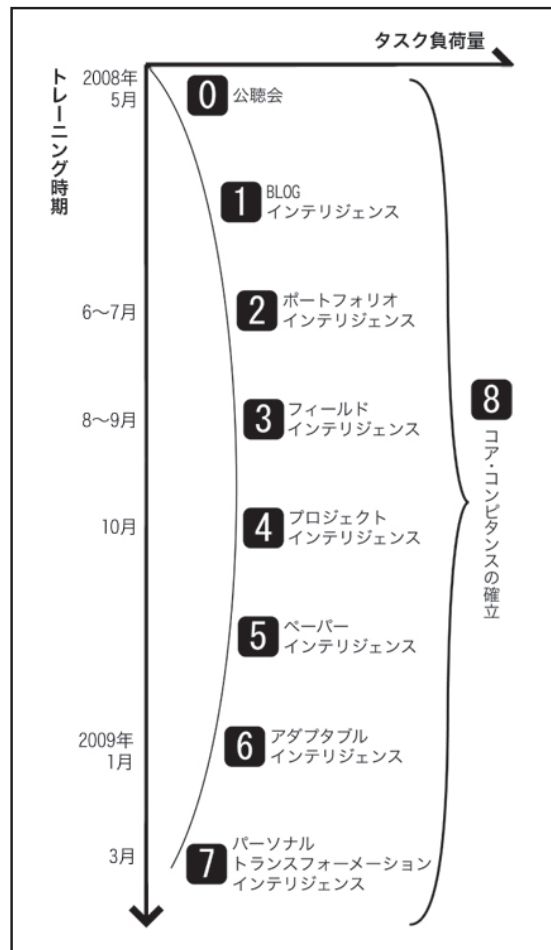 タスク負荷量
トレーニング時期
2008年
5月
0 公聴会
1 BLOG
インテリジェンス
6〜7月
2 ポートフォリオ
インテリジェンス
8〜9月
3 フィールド
インテリジェンス
8
コア・コンピタンスの確立
10月
4 プロジェクト
インテリジェンス
5 ペーパー
インテリジェンス
2009年
1月
6 アダプタブル
インテリジェンス
3月
7 パーソナル
トランスフォーメーション
インテリジェンス